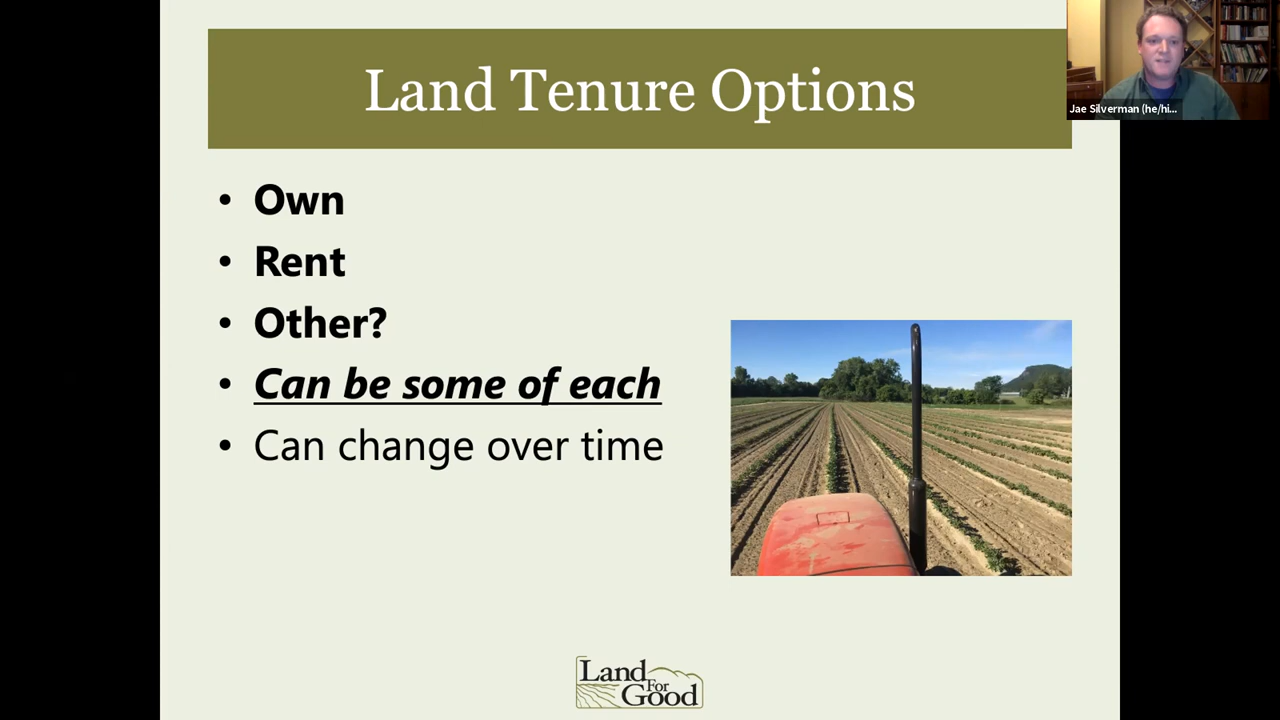 Land Tenure Options
Jae Silverman (he/hi...
• Own
• Rent
• Other?
• Can be some of each
• Can change over time
Land
For
Good